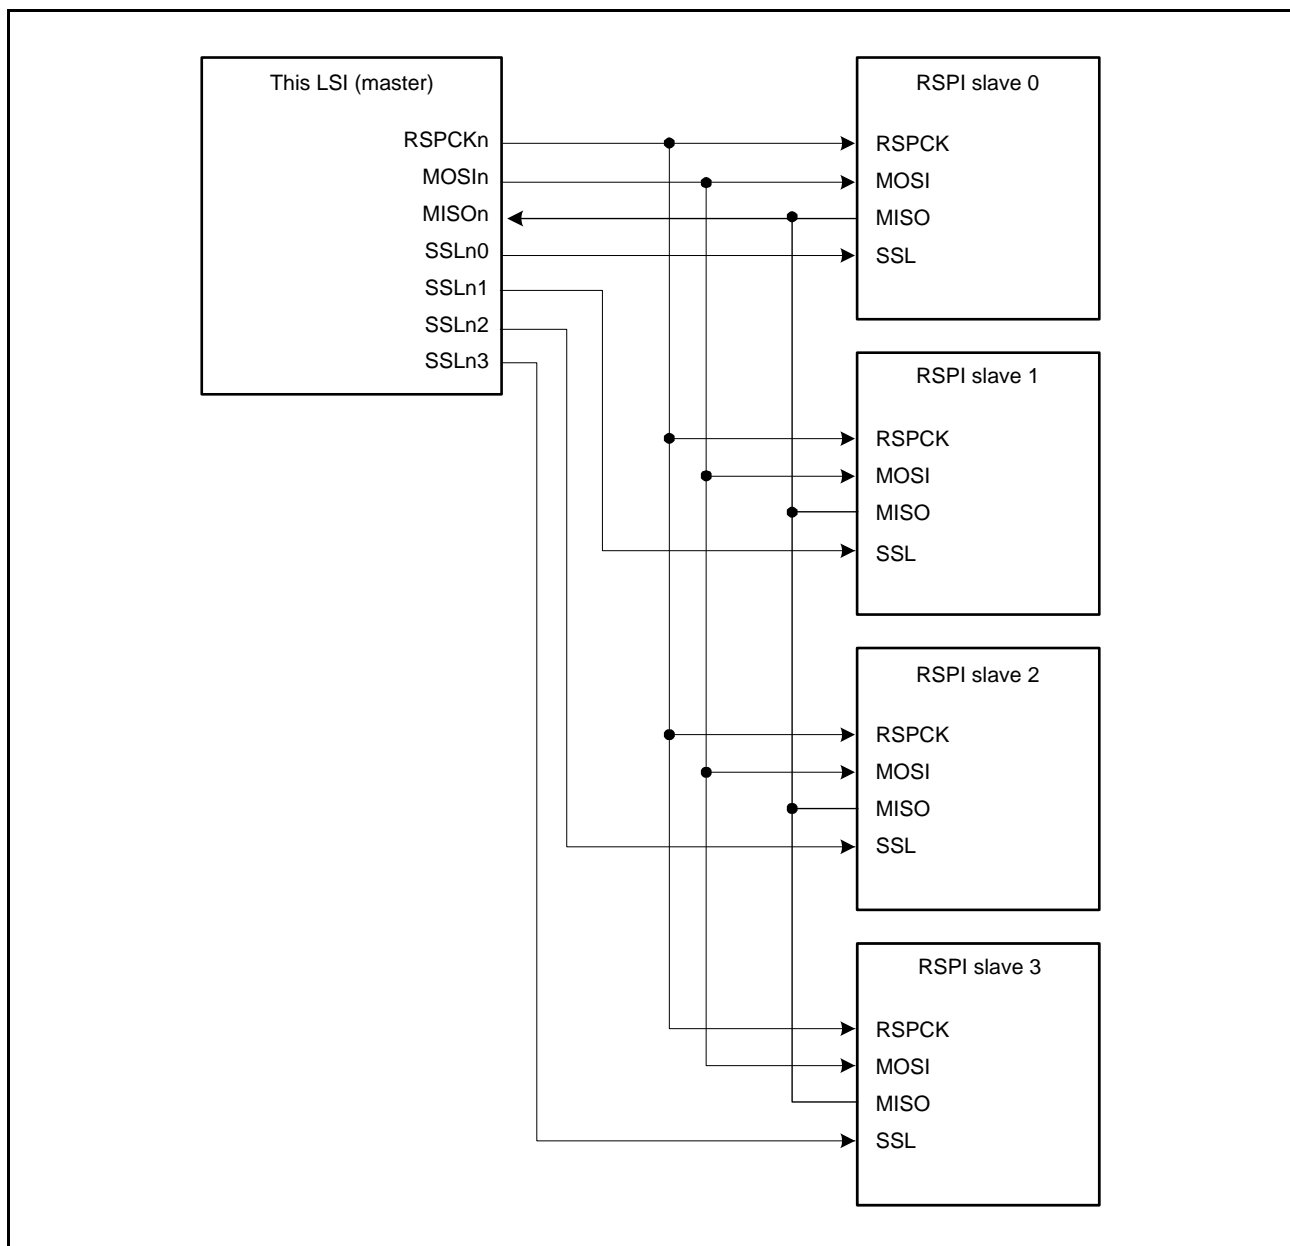 This LSI (master)
RSPCKn
MOSIn
MISOn
SSLn0
SSLn1
SSLn2
SSLn3
RSPI slave 0
RSPCK
MOSI
MISO
SSL
RSPI slave 1
RSPCK
MOSI
MISO
SSL
RSPI slave 2
RSPCK
MOSI
MISO
SSL
RSPI slave 3
RSPCK
MOSI
MISO
SSL